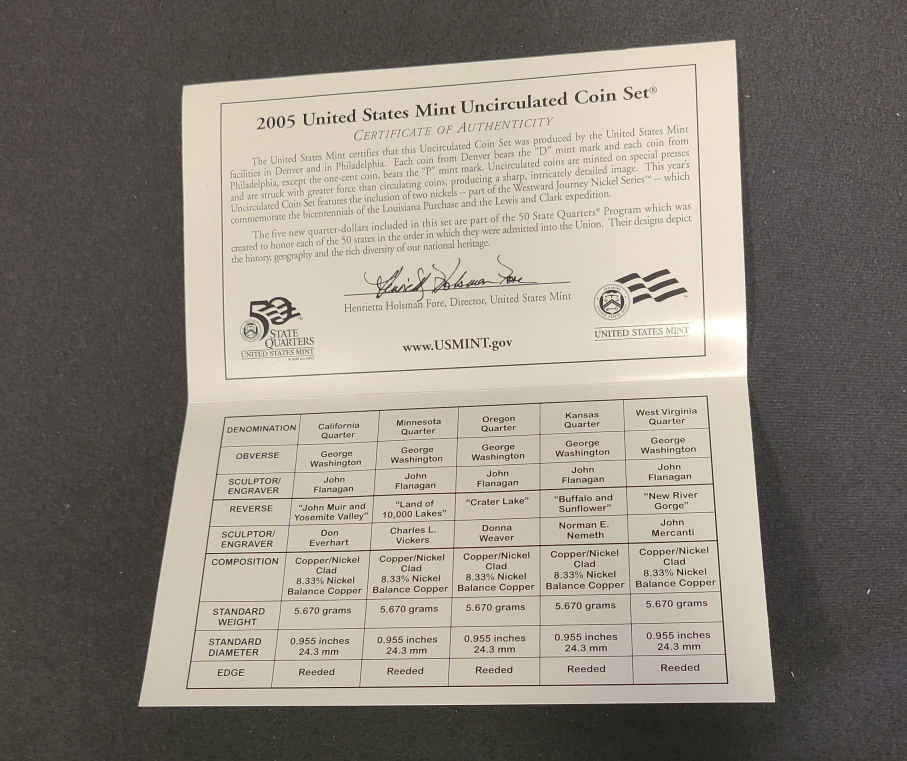 2005 United States Mint Uncirculated Coin Set®
CERTIFICATE OF AUTHENTICITY
The United States Mint certifies that this Uncirculated Coin Set was produced by the United States Mint
facilities in Denver and in Philadelphia. Each coin from Denver bears the "D" mint mark and each coin from
Philadelphia, except the one-cent coin, bears the "P" mint mark. Uncirculated coins are minted on special presses
and are struck with greater force than circulating coins, producing a sharp, intricately detailed image. This year's
Uncirculated Coin Set features the inclusion of two nickels – part of the Westward Journey Nickel Series™ – which
commemorate the bicentennials of the Louisiana Purchase and the Lewis and Clark expedition.
The five new quarter-dollars included in this set are part of the 50 State Quarters® Program which was
created to honor each of the 50 states in the order in which they were admitted into the Union. Their designs depict
the history, geography and the rich diversity of our national heritage.
Henrietta Holsman Fore
Henrietta Holsman Fore, Director, United States Mint
50
STATE
QUARTERS
UNITED STATES MINT
www.USMINT.gov
UNITED STATES MINT
DENOMINATION California Quarter Minnesota Quarter Oregon Quarter Kansas Quarter West Virginia Quarter
OBVERSE George Washington George Washington George Washington George Washington George Washington
SCULPTOR/ENGRAVER John Flanagan John Flanagan John Flanagan John Flanagan John Flanagan
REVERSE "John Muir and Yosemite Valley" "Land of 10,000 Lakes" "Crater Lake" "Buffalo and Sunflower" "New River Gorge"
SCULPTOR/ENGRAVER Don Everhart Charles L. Vickers Donna Weaver Norman E. Nemeth John Mercanti
COMPOSITION Copper/Nickel Clad 8.33% Nickel Balance Copper Copper/Nickel Clad 8.33% Nickel Balance Copper Copper/Nickel Clad 8.33% Nickel Balance Copper Copper/Nickel Clad 8.33% Nickel Balance Copper Copper/Nickel Clad 8.33% Nickel Balance Copper
STANDARD WEIGHT 5.670 grams 5.670 grams 5.670 grams 5.670 grams 5.670 grams
STANDARD DIAMETER 0.955 inches 24.3 mm 0.955 inches 24.3 mm 0.955 inches 24.3 mm 0.955 inches 24.3 mm 0.955 inches 24.3 mm
EDGE Reeded Reeded Reeded Reeded Reeded